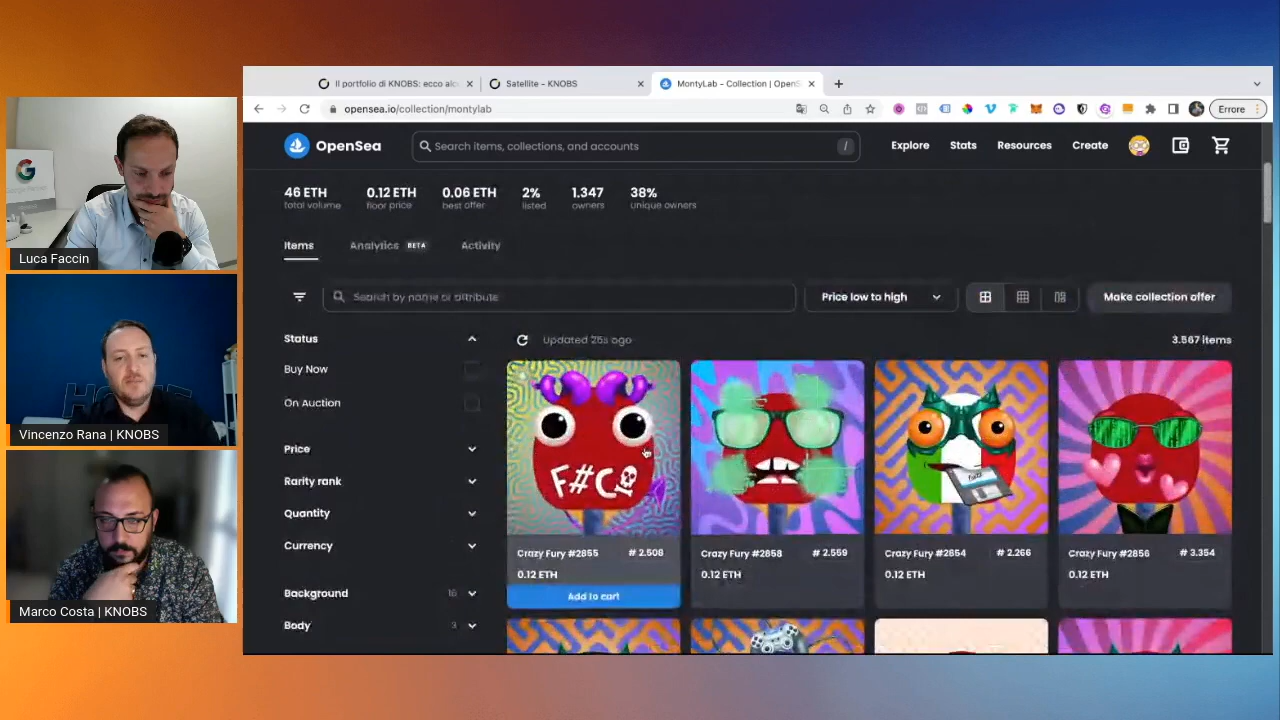 Luca Faccin
Vincenzo Rana | KNOBS
Marco Costa | KNOBS
Il portfolio di KNOBS: ecco alc
Satellite – KNOBS
MontyLab - Collection | OpenS
opensea.io/collection/montylab
Errore
OpenSea
Search items, collections, and accounts
/
Explore
Stats
Resources
Create
46 ETH
0.12 ETH
0.06 ETH
2%
1.347
38%
total volume
floor price
best offer
listed
owners
unique owners
Items
Analytics BETA
Activity
Search by name or attribute
Price low to high
Make collection offer
Status
Updated 25s ago
3.567 items
Buy Now
On Auction
Price
Rarity rank
Quantity
Currency
Background 16
Body 3
F#C
Crazy Fury #2855 # 2.508
0.12 ETH
Add to cart
Crazy Fury #2858 # 2.559
0.12 ETH
Crazy Fury #2854 # 2.266
0.12 ETH
Crazy Fury #2856 # 3.354
0.12 ETH